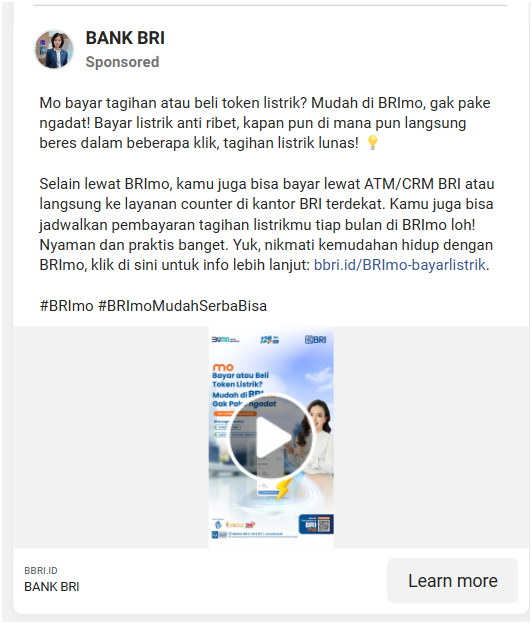 BANK BRI
Sponsored
Mo bayar tagihan atau beli token listrik? Mudah di BRImo, gak pake
ngadat! Bayar listrik anti ribet, kapan pun di mana pun langsung
beres dalam beberapa klik, tagihan listrik lunas! 💡
Selain lewat BRImo, kamu juga bisa bayar lewat ATM/CRM BRI atau
langsung ke layanan counter di kantor BRI terdekat. Kamu juga bisa
jadwalkan pembayaran tagihan listrikmu tiap bulan di BRImo loh!
Nyaman dan praktis banget. Yuk, nikmati kemudahan hidup dengan
BRImo, klik di sini untuk info lebih lanjut: bbri.id/BRImo-bayarlistrik.
#BRImo #BRImoMudahSerbaBisa
BRI
mo
Bayar atau Beli
Token Listrik?
Mudah di
Gak
BRI
BBRI.ID
BANK BRI
Learn more